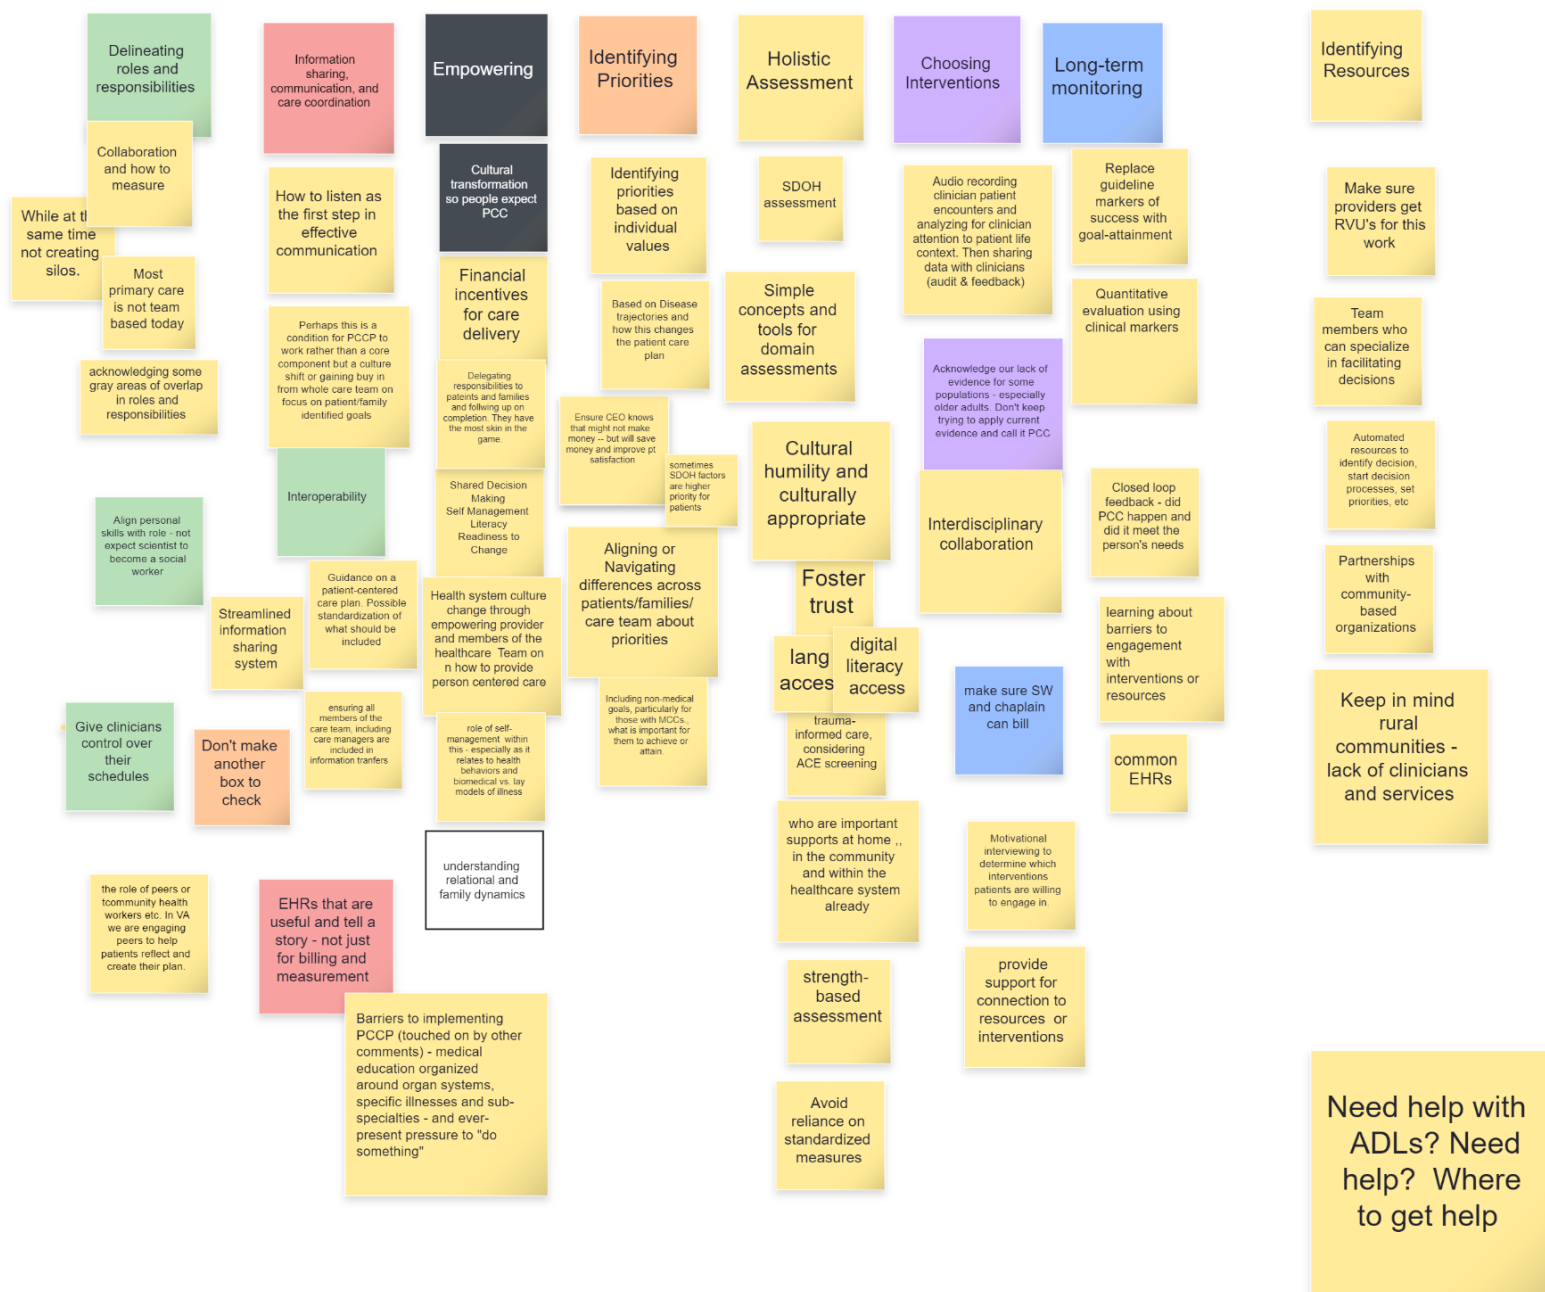 Delineating
roles and
responsibilities
Collaboration
and how to
measure
While at
same time
not creating
silos.
Most
primary care
is not team
based today
acknowledging some
gray areas of overlap
in roles and
responsibilities
Align personal
skills with role - not
expect scientist to
become a social
worker
Give clinicians
control over
their
schedules
the role of peers or
tcommunity health
workers etc. In VA
we are engaging
peers to help
patients reflect and
create their plan.
Information
sharing,
communication, and
care coordination
How to listen as
the first step in
effective
communication
Perhaps this is a
condition for PCCP to
work rather than a core
component but a culture
shift or gaining buy in
from whole care team on
focus on patient/family
identified goals
Interoperability
Streamlined
information
sharing
system
Guidance on a
patient-centered
care plan. Possible
standardization of
what should be
included
ensuring all
members of the
care team, including
care managers are
included in
information tranfers
Don't make
another
box to
check
EHRs that are
useful and tell a
story - not just
for billing and
measurement
Barriers to implementing
PCCP (touched on by other
comments) - medical
education organized
around organ systems,
specific illnesses and sub-
specialties - and ever-
present pressure to "do
something"
Empowering
Cultural
transformation
so people expect
PCC
Financial
incentives
for care
delivery
Delegating
responsibilities to
pateints and families
and follwing up on
completion. They have
the most skin in the
game.
Shared Decision
Making
Self Management
Literacy
Readiness to
Change
Health system culture
change through
empowering provider
and members of the
healthcare Team on
n how to provide
person centered care
role of self-
management within
this - especially as it
relates to health
behaviors and
biomedical vs. lay
models of illness
understanding
relational and
family dynamics
Identifying
Priorities
Identifying
priorities
based on
individual
values
Based on Disease
trajectories and
how this changes
the patient care
plan
Ensure CEO knows
that might not make
money -- but will save
money and improve pt
satisfaction
sometimes
SDOH factors
are higher
priority for
patients
Aligning or
Navigating
differences across
patients/families/
care team about
priorities
Including non-medical
goals, particularly for
those with MCCs.,
what is important for
them to achieve or
attain.
Holistic
Assessment
SDOH
assessment
Simple
concepts and
tools for
domain
assessments
Cultural
humility and
culturally
appropriate
Foster
trust
lang
acces
digital
literacy
access
trauma-
informed care,
considering
ACE screening
who are important
supports at home ,,
in the community
and within the
healthcare system
already
strength-
based
assessment
Avoid
reliance on
standardized
measures
Choosing
Interventions
Audio recording
clinician patient
encounters and
analyzing for clinician
attention to patient life
context. Then sharing
data with clinicians
(audit & feedback)
Acknowledge our lack of
evidence for some
populations - especially
older adults. Don't keep
trying to apply current
evidence and call it PCC
Interdisciplinary
collaboration
make sure SW
and chaplain
can bill
Motivational
interviewing to
determine which
interventions
patients are willing
to engage in.
provide
support for
connection to
resources or
interventions
Long-term
monitoring
Replace
guideline
markers of
success with
goal-attainment
Quantitative
evaluation using
clinical markers
Closed loop
feedback - did
PCC happen and
did it meet the
person's needs
learning about
barriers to
engagement
with
interventions or
resources
common
EHRs
Identifying
Resources
Make sure
providers get
RVU's for this
work
Team
members who
can specialize
in facilitating
decisions
Automated
resources to
identify decision,
start decision
processes, set
priorities, etc
Partnerships
with
community-
based
organizations
Keep in mind
rural
communities -
lack of clinicians
and services
Need help with
ADLs? Need
help? Where
to get help